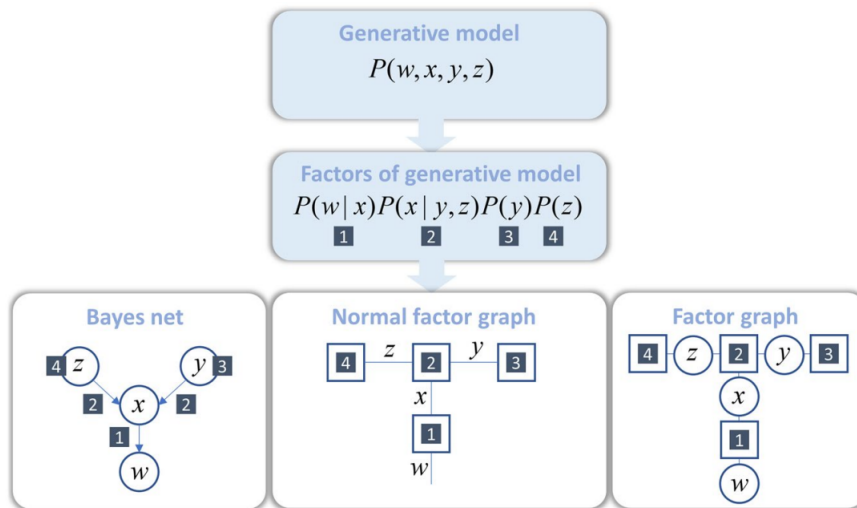 Generative model
P(w, x, y, z)
Factors of generative model
P(w | x)P(x | y, z)P(y)P(z)
1 2 3 4
Bayes net
4 z y 3
2 x 2
1
w
Normal factor graph
4 z 2 y 3
x
1
w
Factor graph
4 z 2 y 3
x
1
w